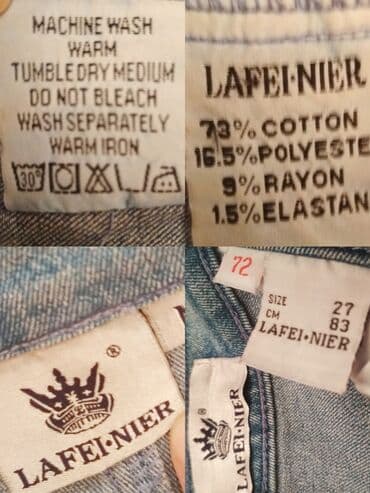 MACHINE WASH
WARM
TUMBLE DRY MEDIUM
DO NOT BLEACH
WASH SEPARATELY
WARM IRON
30°
LAFEI·NIER
73% COTTON
16.5% POLYESTE
9% RAYON
1.5% ELASTAN
®
LAFEI·NIER
72
SIZE 27
CM 83
LAFEI·NIER
®
LAFEI·NIER